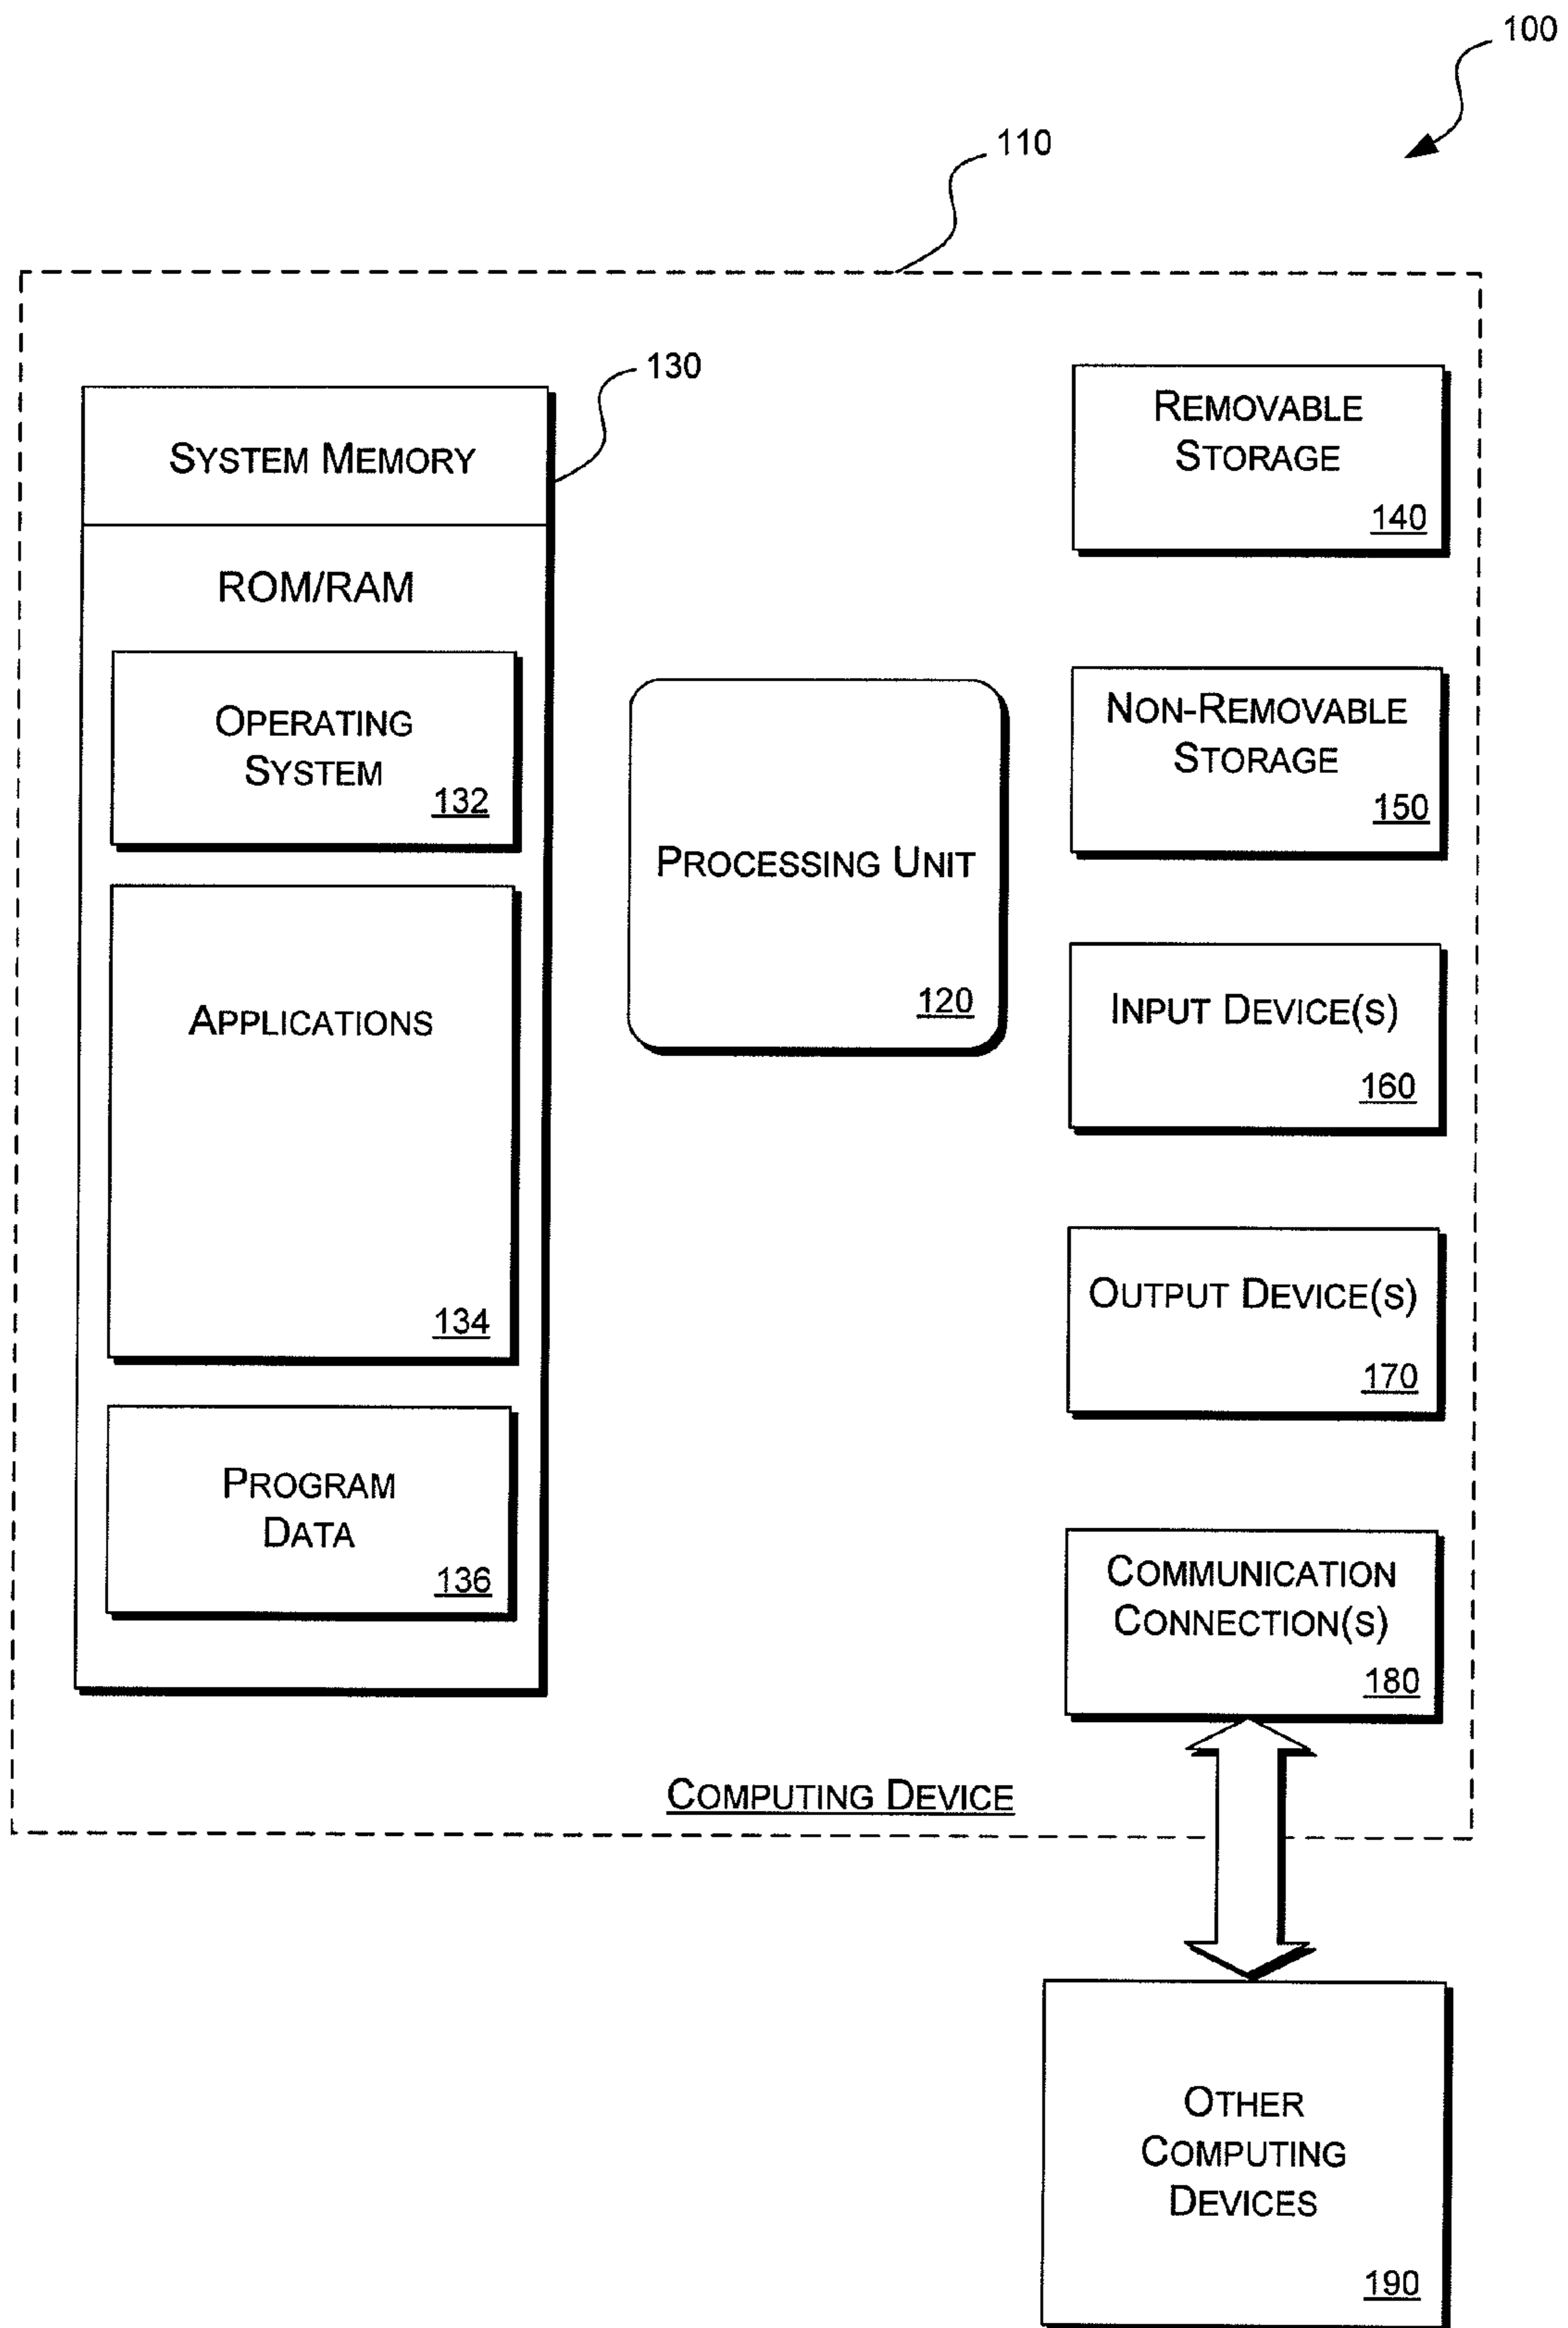 100
110
130
SYSTEM MEMORY
ROM/RAM
OPERATING
SYSTEM
132
APPLICATIONS
134
PROGRAM
DATA
136
PROCESSING UNIT
120
REMOVABLE
STORAGE
140
NON-REMOVABLE
STORAGE
150
INPUT DEVICE(S)
160
OUTPUT DEVICE(S)
170
COMMUNICATION
CONNECTION(S)
180
COMPUTING DEVICE
OTHER
COMPUTING
DEVICES
190